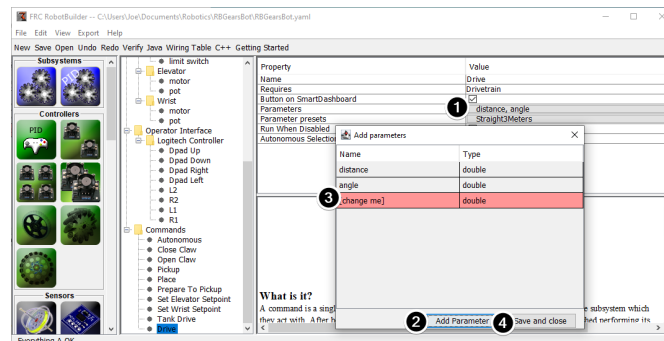 FRC RobotBuilder -- C:\Users\Joe\Documents\Robotics\RBGearsBot\RBGearsBot.yaml
File Edit View Export Help
New Save Open Undo Redo Verify Java Wiring Table C++ Getting Started
Subsystems
PID
Controllers
PID
Sensors
limit switch
Elevator
motor
pot
Wrist
motor
pot
Operator Interface
Logitech Controller
Dpad Up
Dpad Down
Dpad Right
Dpad Left
L2
R2
L1
R1
Commands
Autonomous
Close Claw
Open Claw
Pickup
Place
Prepare To Pickup
Set Elevator Setpoint
Set Wrist Setpoint
Tank Drive
Drive
Property Value
Name Drive
Requires Drivetrain
Button on SmartDashboard
1
Parameters distance, angle
Parameter presets Straight3Meters
Run When Disabled
Autonomous Selection
Add parameters
Name Type
distance double
angle double
3
[change me] double
2 Add Parameter 4 Save and close
What is it?
A command is a singl e subsystem which
they act with. After b hed performing its
Everything A OK